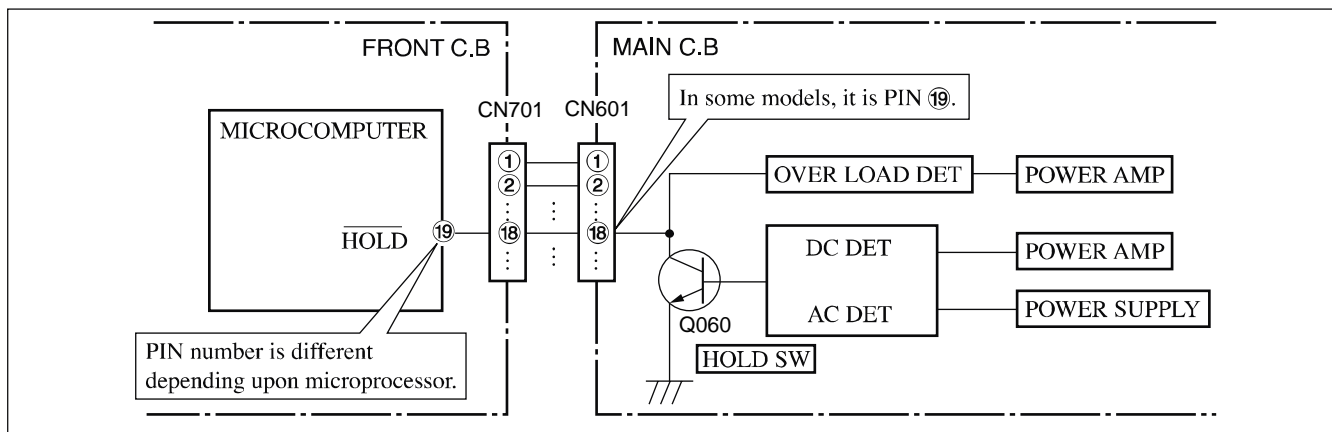 FRONT C.B
MAIN C.B
In some models, it is PIN ⑲.
CN701
CN601
MICROCOMPUTER
① ①
② ②
HOLD ⑲ ⑱ ⑱
OVER LOAD DET
POWER AMP
DC DET
POWER AMP
AC DET
POWER SUPPLY
Q060
HOLD SW
PIN number is different
depending upon microprocessor.